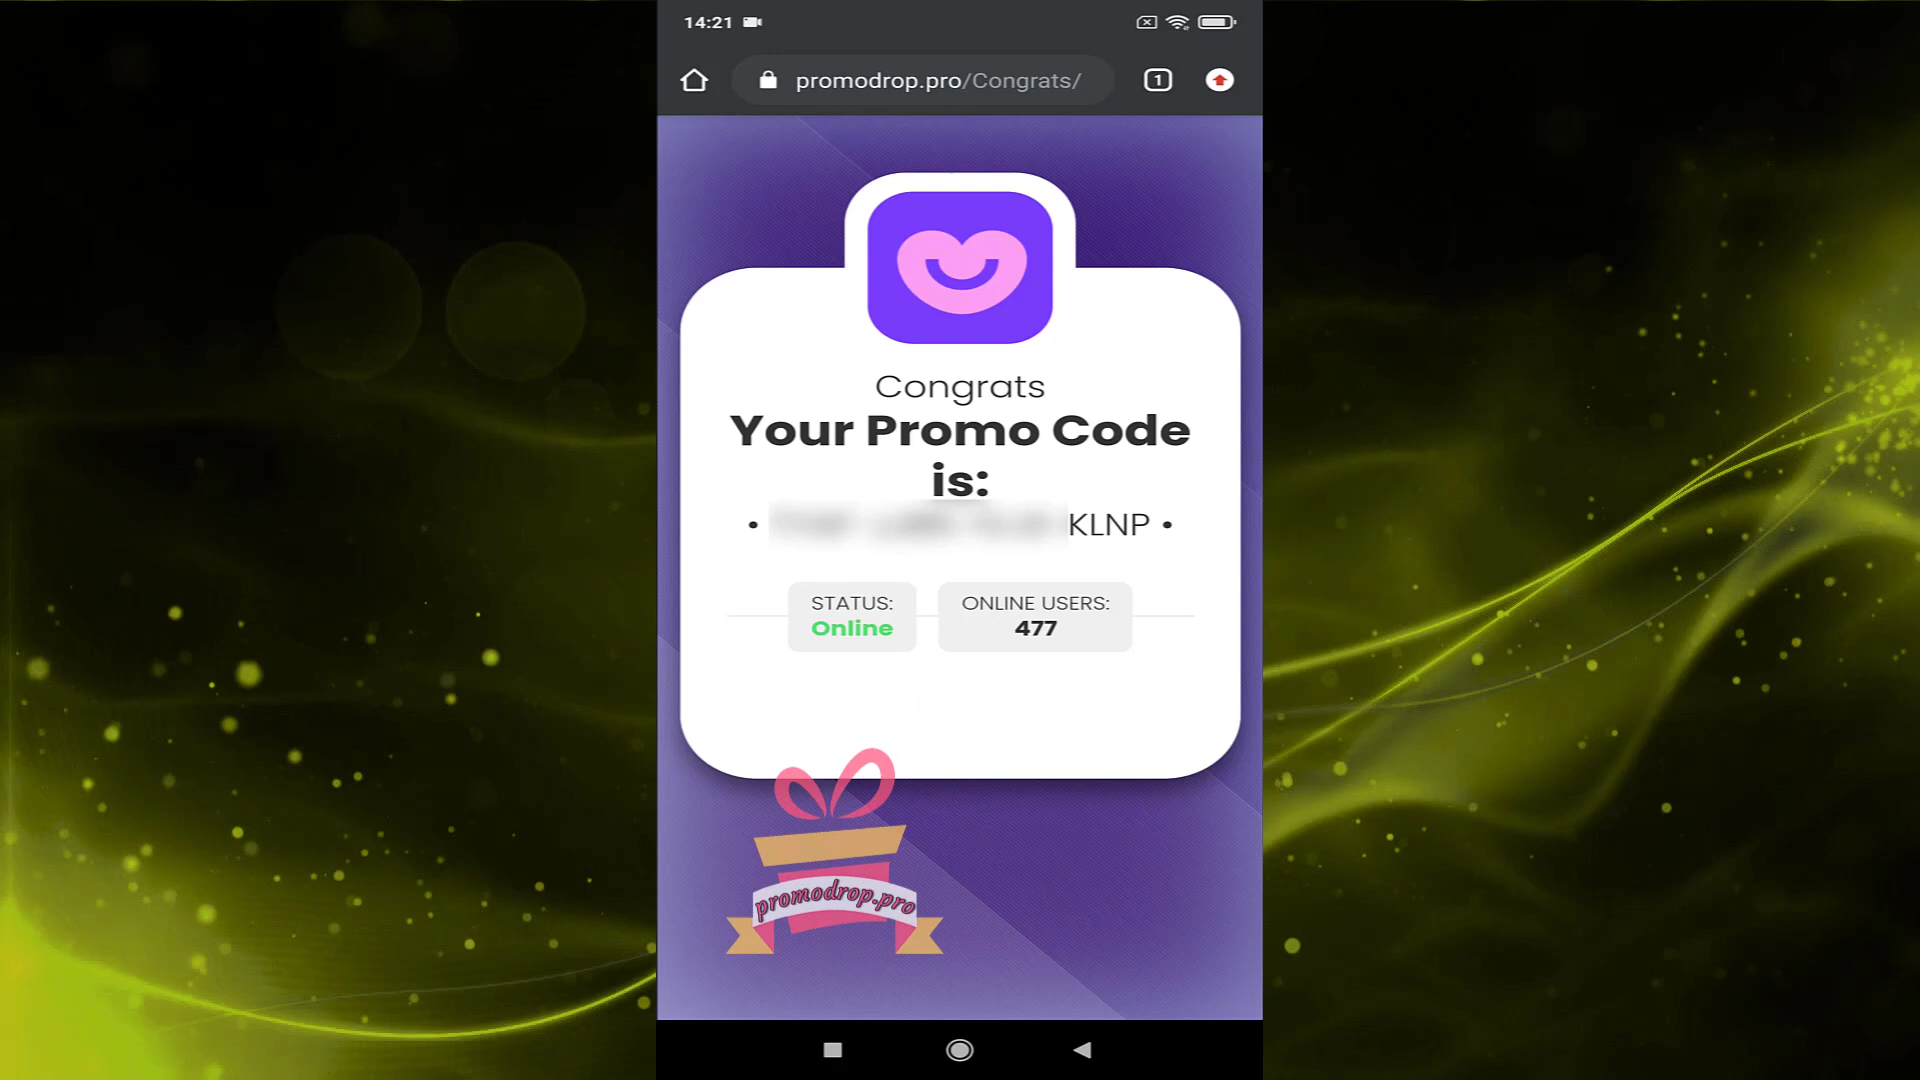 14:21
promodrop.pro/Congrats/
1
Congrats
Your Promo Code
is:
• KLNP •
STATUS:
Online
ONLINE USERS:
477
promodrop.pro